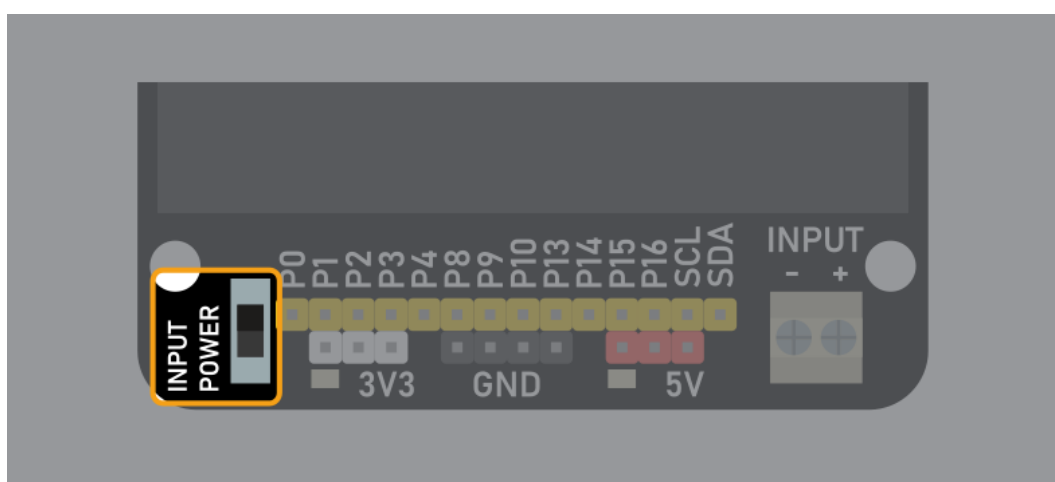 P0 P1 P2 P3 P4 P8 P9 P10 P13 P14 P15 P16 SCL SDA
INPUT
- +
INPUT
POWER
3V3 GND 5V